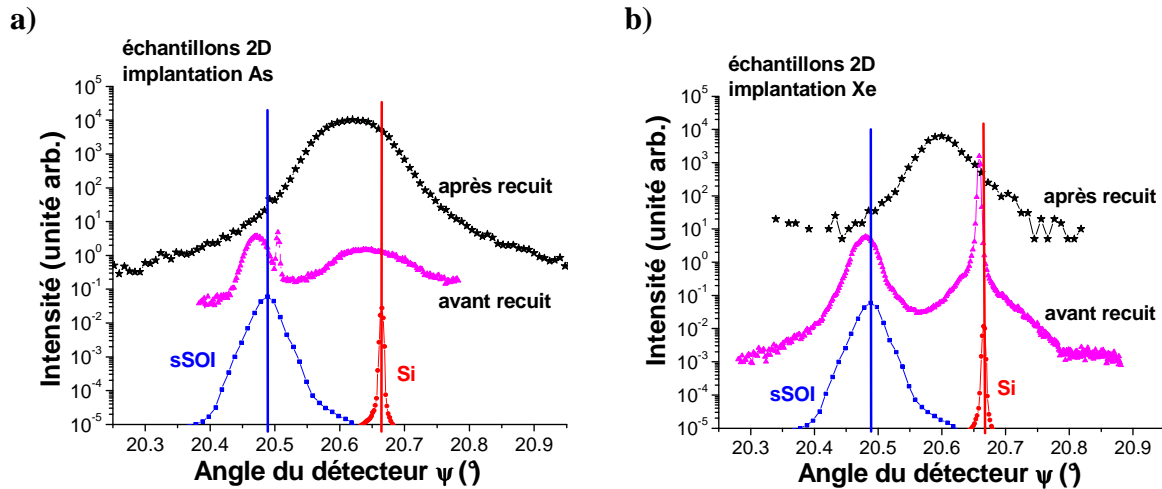 a)
échantillons 2D
implantation As
10^5
10^4
10^3
10^2
10^1
10^0
10^-1
10^-2
10^-3
10^-4
10^-5
Intensité (unité arb.)
après recuit
avant recuit
sSOI
Si
20.3 20.4 20.5 20.6 20.7 20.8 20.9
Angle du détecteur ψ (°)
b)
échantillons 2D
implantation Xe
10^5
10^4
10^3
10^2
10^1
10^0
10^-1
10^-2
10^-3
10^-4
10^-5
Intensité (unité arb.)
après recuit
avant recuit
sSOI
Si
20.3 20.4 20.5 20.6 20.7 20.8 20.9
Angle du détecteur ψ (°)